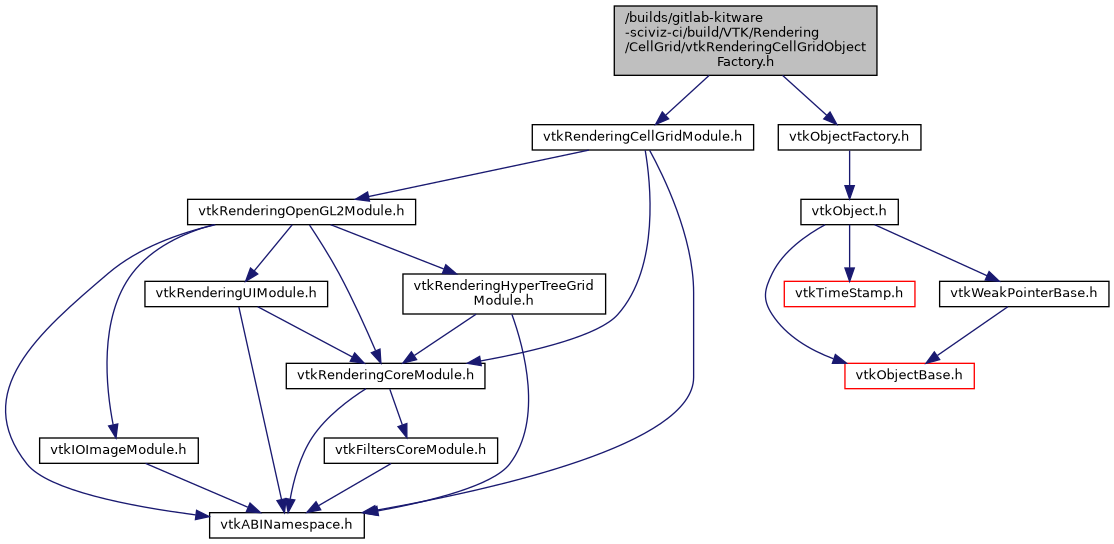 /builds/gitlab-kitware
-sciviz-ci/build/VTK/Rendering
/CellGrid/vtkRenderingCellGridObject
Factory.h
vtkRenderingCellGridModule.h
vtkObjectFactory.h
vtkRenderingOpenGL2Module.h
vtkObject.h
vtkRenderingUIModule.h
vtkRenderingHyperTreeGrid
Module.h
vtkTimeStamp.h
vtkWeakPointerBase.h
vtkRenderingCoreModule.h
vtkObjectBase.h
vtkIOImageModule.h
vtkFiltersCoreModule.h
vtkABINamespace.h